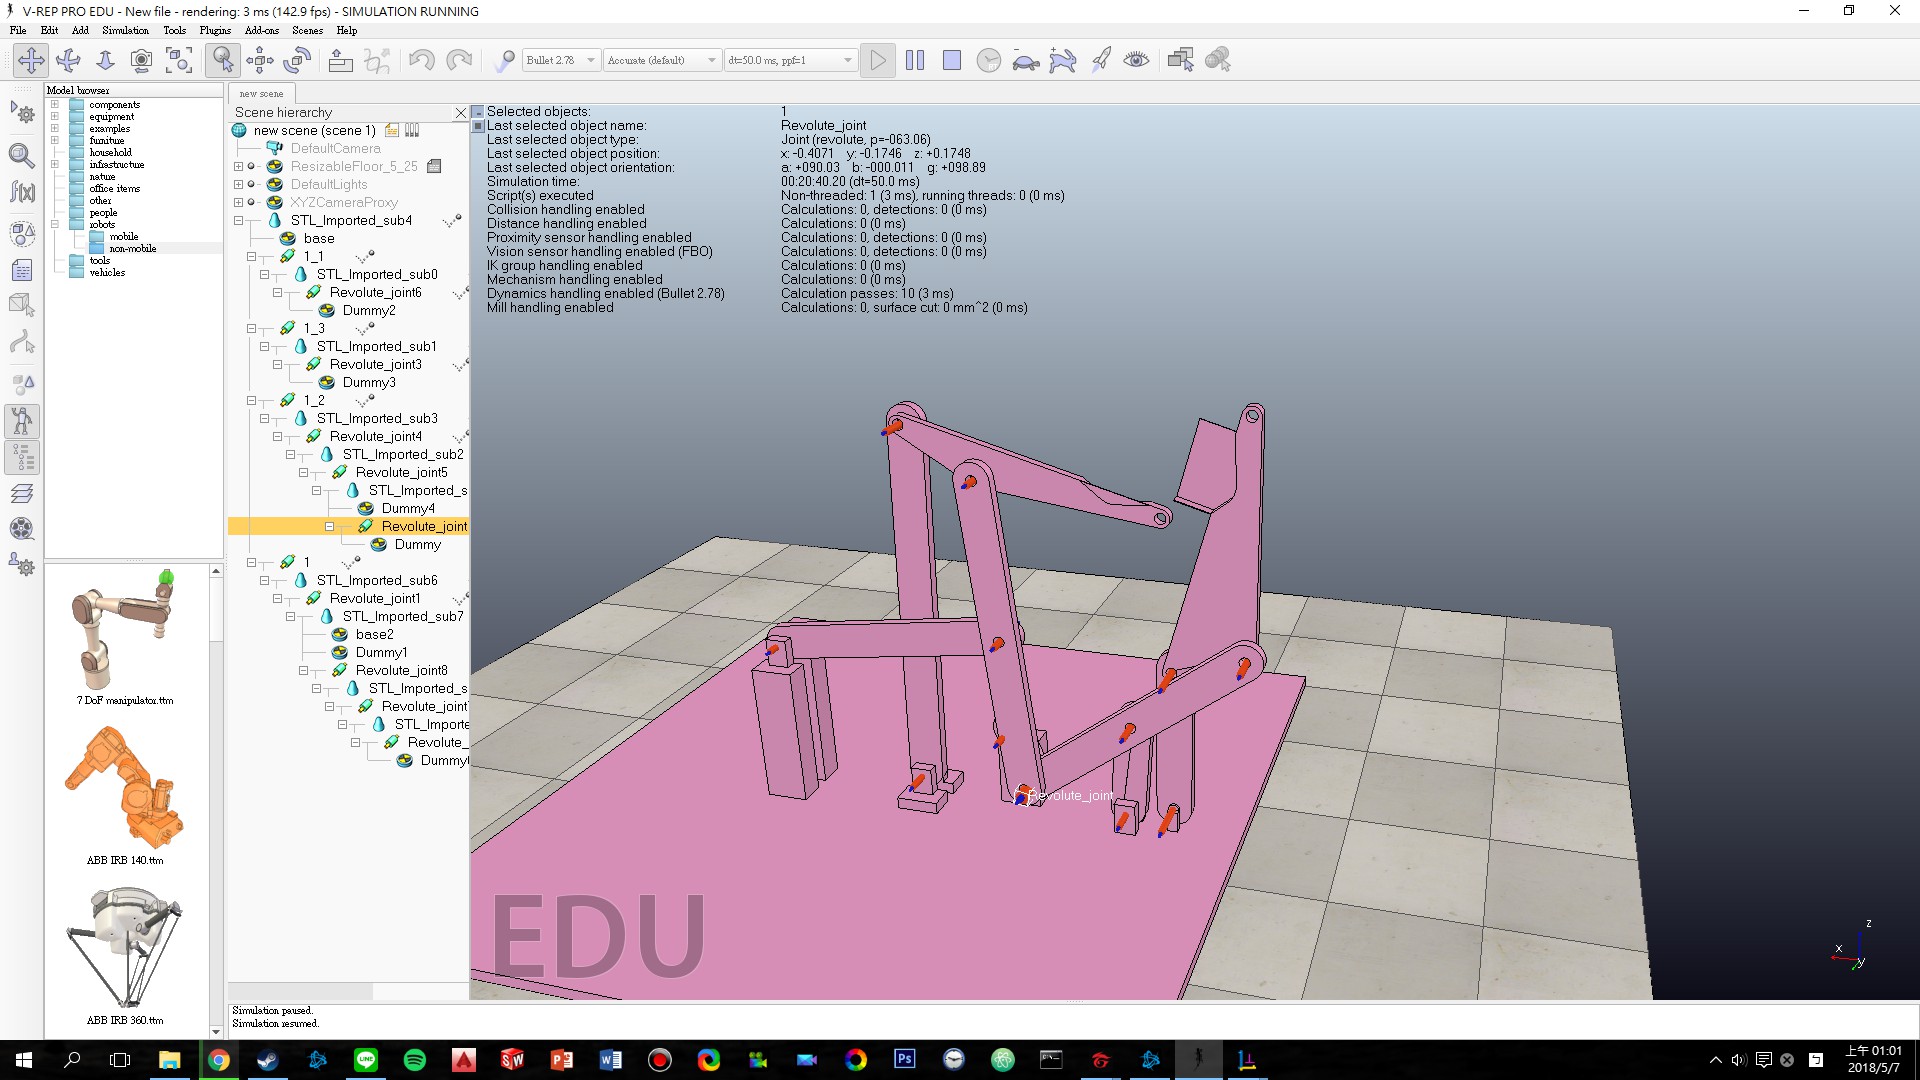 V-REP PRO EDU - New file - rendering: 3 ms (142.9 fps) - SIMULATION RUNNING
File Edit Add Simulation Tools Plugins Add-ons Scenes Help
Bullet 2.78 Accurate (default) dt=50.0 ms, ppf=1
Model browser
components
equipment
examples
furniture
household
infrastructure
nature
office items
other
people
robots
mobile
non-mobile
tools
vehicles
7 DoF manipulator.ttm
ABB IRB 140.ttm
ABB IRB 360.ttm
new scene
Scene hierarchy
new scene (scene 1)
DefaultCamera
ResizableFloor_5_25
DefaultLights
XYZCameraProxy
STL_Imported_sub4
base
1_1
STL_Imported_sub0
Revolute_joint6
Dummy2
1_3
STL_Imported_sub1
Revolute_joint3
Dummy3
1_2
STL_Imported_sub3
Revolute_joint4
STL_Imported_sub2
Revolute_joint5
STL_Imported_s
Dummy4
Revolute_joint
Dummy
1
STL_Imported_sub6
Revolute_joint1
STL_Imported_sub7
base2
Dummy1
Revolute_joint8
STL_Imported_s
Revolute_joint
STL_Importe
Revolute_
Dummy
Selected objects: 1
Last selected object name: Revolute_joint
Last selected object type: Joint (revolute, p=-063.06)
Last selected object position: x: -0.4071 y: -0.1746 z: +0.1748
Last selected object orientation: a: +090.03 b: -000.011 g: +098.89
Simulation time: 00:20:40.20 (dt=50.0 ms)
Script(s) executed Non-threaded: 1 (3 ms), running threads: 0 (0 ms)
Collision handling enabled Calculations: 0, detections: 0 (0 ms)
Distance handling enabled Calculations: 0 (0 ms)
Proximity sensor handling enabled Calculations: 0, detections: 0 (0 ms)
Vision sensor handling enabled (FBO) Calculations: 0, detections: 0 (0 ms)
IK group handling enabled Calculations: 0 (0 ms)
Mechanism handling enabled Calculations: 0 (0 ms)
Dynamics handling enabled (Bullet 2.78) Calculation passes: 10 (3 ms)
Mill handling enabled Calculations: 0, surface cut: 0 mm^2 (0 ms)
Revolute_joint
EDU
z
x
y
Simulation paused.
Simulation resumed.
上午 01:01
2018/5/7